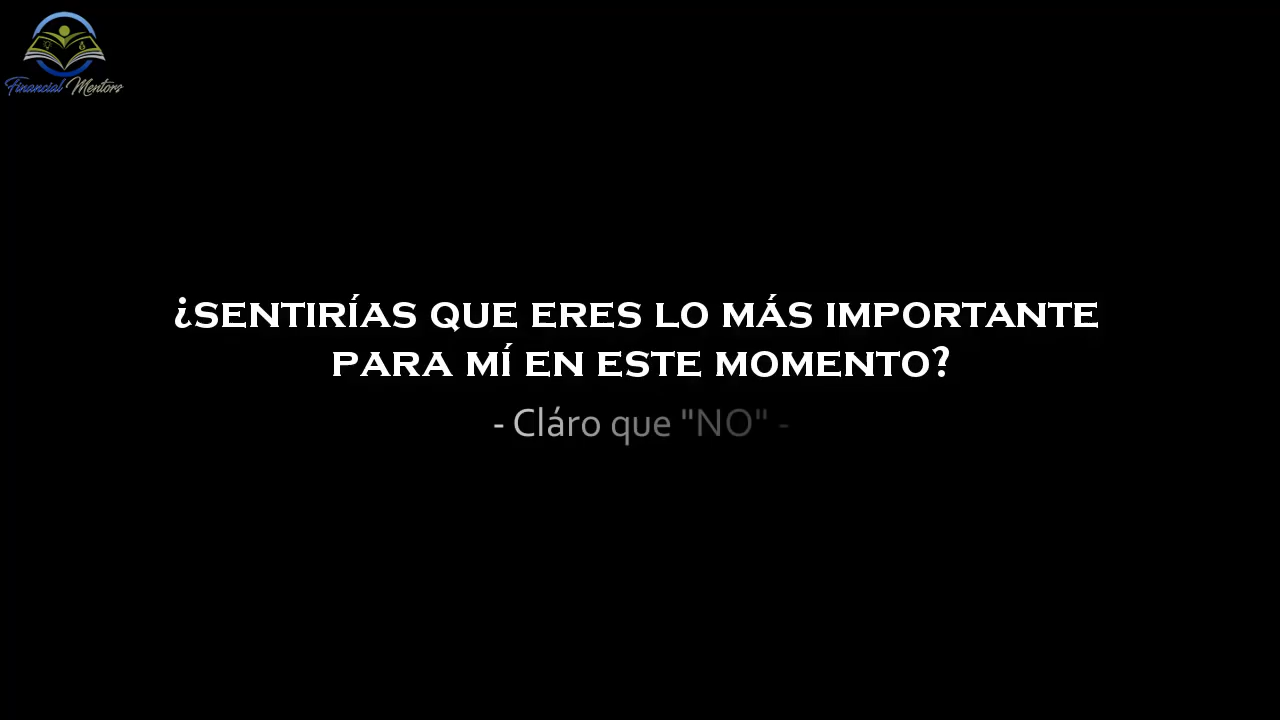 Financial Mentors
¿SENTIRÍAS QUE ERES LO MÁS IMPORTANTE
PARA MÍ EN ESTE MOMENTO?
- Cláro que "NO" -